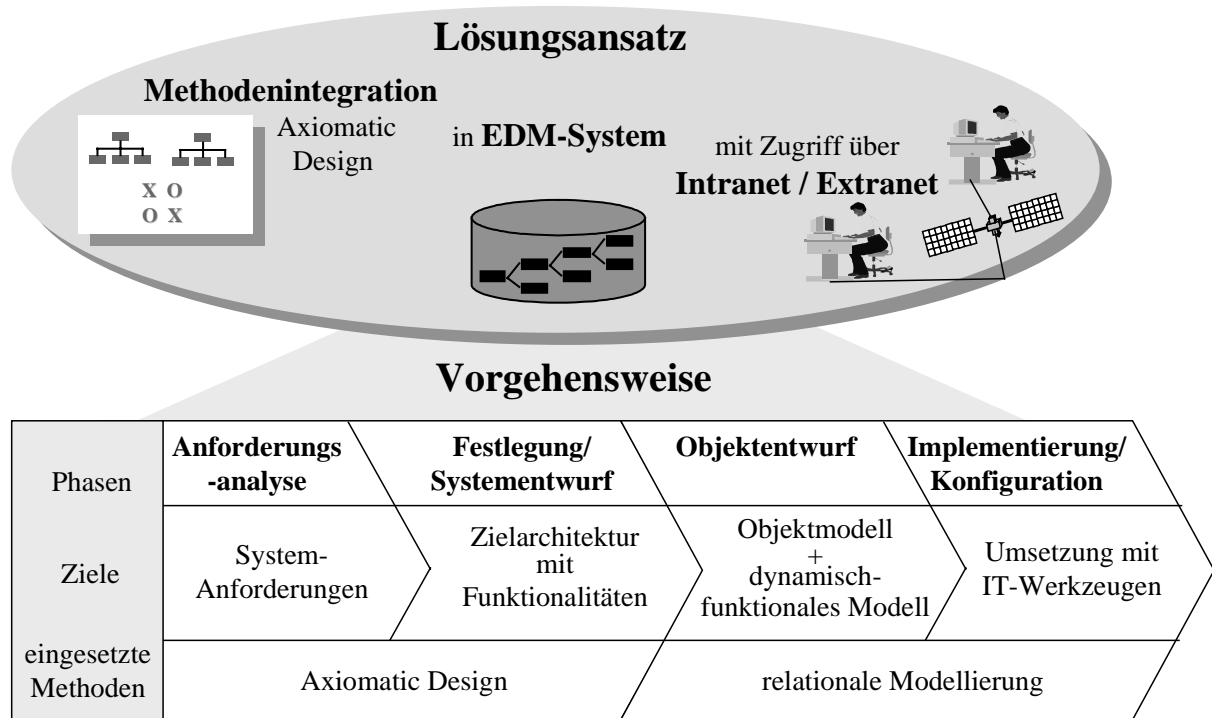 Lösungsansatz
Methodenintegration
Axiomatic
Design
X O
O X
in EDM-System
mit Zugriff über
Intranet / Extranet
Vorgehensweise
Phasen
Anforderungs
-analyse
Festlegung/
Systementwurf
Objektentwurf
Implementierung/
Konfiguration
Ziele
System-
Anforderungen
Zielarchitektur
mit
Funktionalitäten
Objektmodell
+
dynamisch-
funktionales Modell
Umsetzung mit
IT-Werkzeugen
eingesetzte
Methoden
Axiomatic Design
relationale Modellierung